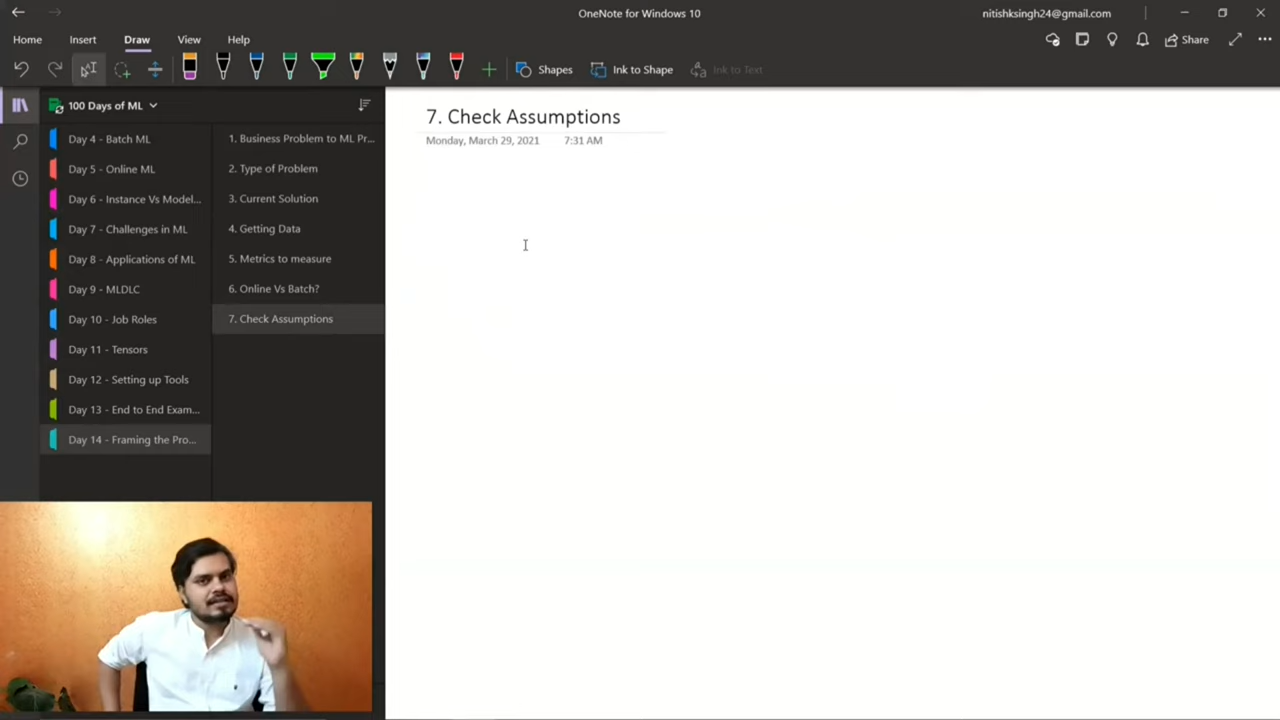 OneNote for Windows 10
nitishksingh24@gmail.com
Home
Insert
Draw
View
Help
Shapes
Ink to Shape
Ink to Text
Share
100 Days of ML
Day 4 - Batch ML
Day 5 - Online ML
Day 6 - Instance Vs Model...
Day 7 - Challenges in ML
Day 8 - Applications of ML
Day 9 - MLDLC
Day 10 - Job Roles
Day 11 - Tensors
Day 12 - Setting up Tools
Day 13 - End to End Exam...
Day 14 - Framing the Pro...
1. Business Problem to ML Pr...
2. Type of Problem
3. Current Solution
4. Getting Data
5. Metrics to measure
6. Online Vs Batch?
7. Check Assumptions
7. Check Assumptions
Monday, March 29, 2021
7:31 AM